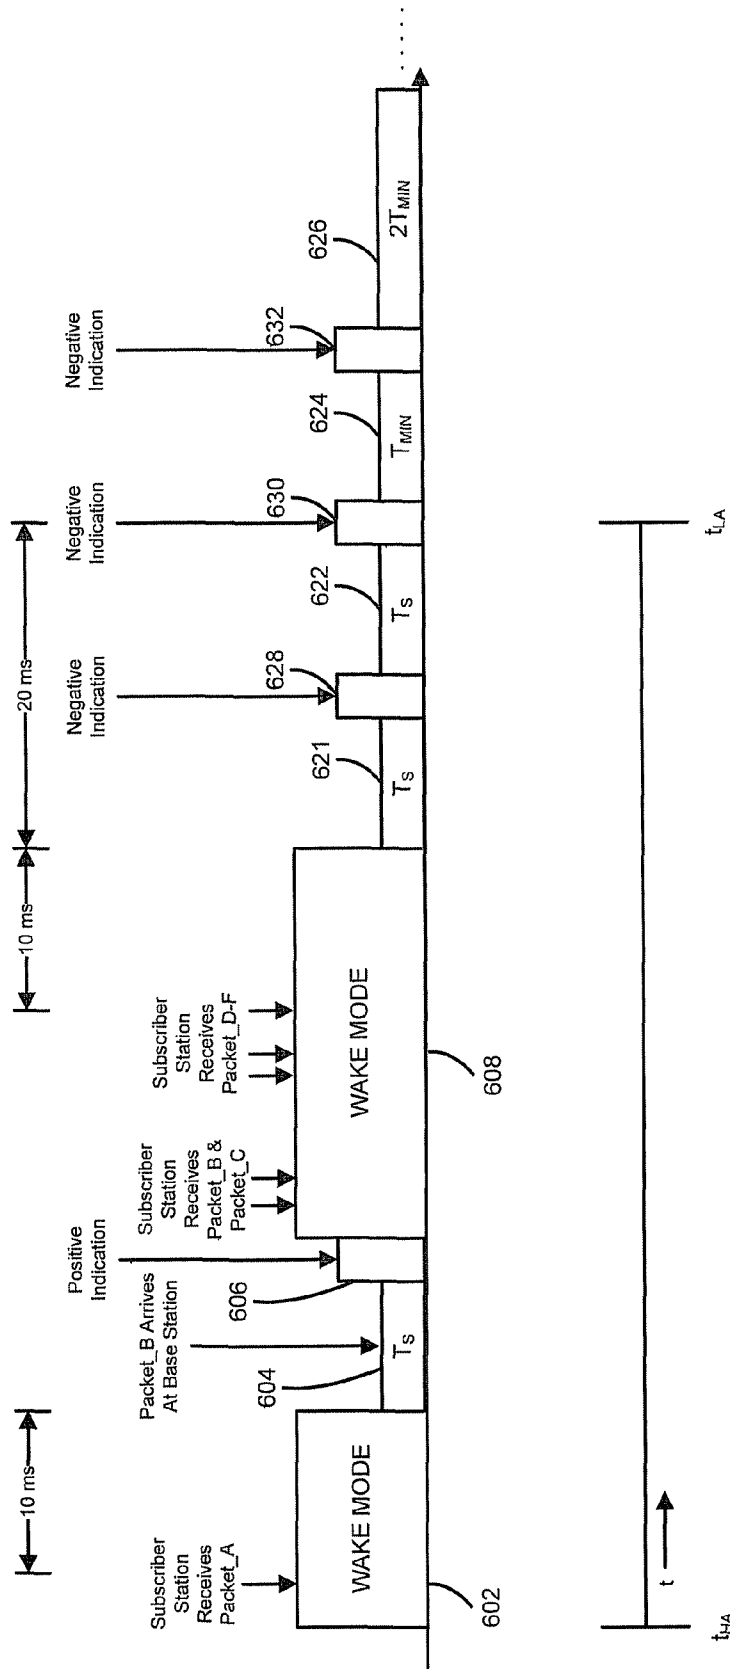 10 ms
10 ms
20 ms
Subscriber
Station
Receives
Packet_A
Packet_B Arrives
At Base Station
Positive
Indication
Subscriber
Station
Receives
Packet_B &
Packet_C
Subscriber
Station
Receives
Packet_D-F
Negative
Indication
Negative
Indication
Negative
Indication
WAKE MODE
602
604
TS
606
WAKE MODE
608
621
TS
628
622
TS
630
624
TMIN
632
626
2TMIN
. . . . .
t
tHA
tLA